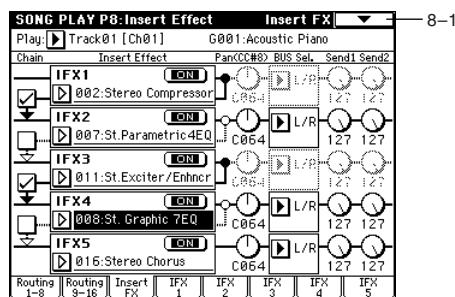 SONG PLAY P8:Insert Effect Insert FX
8–1
Play: Track01 [Ch01] G001:Acoustic Piano
Chain Insert Effect Pan(CC#8) BUS Sel. Send1 Send2
IFX1 ON L/R
002:Stereo Compressor C064 127 127
IFX2 ON L/R
007:St.Parametric4EQ C064 127 127
IFX3 ON L/R
011:St.Exciter/Enhncr C064 127 127
IFX4 ON L/R
008:St. Graphic 7EQ C064 127 127
IFX5 ON L/R
016:Stereo Chorus C064 127 127
Routing 1-8 Routing 9-16 Insert FX IFX 1 IFX 2 IFX 3 IFX 4 IFX 5